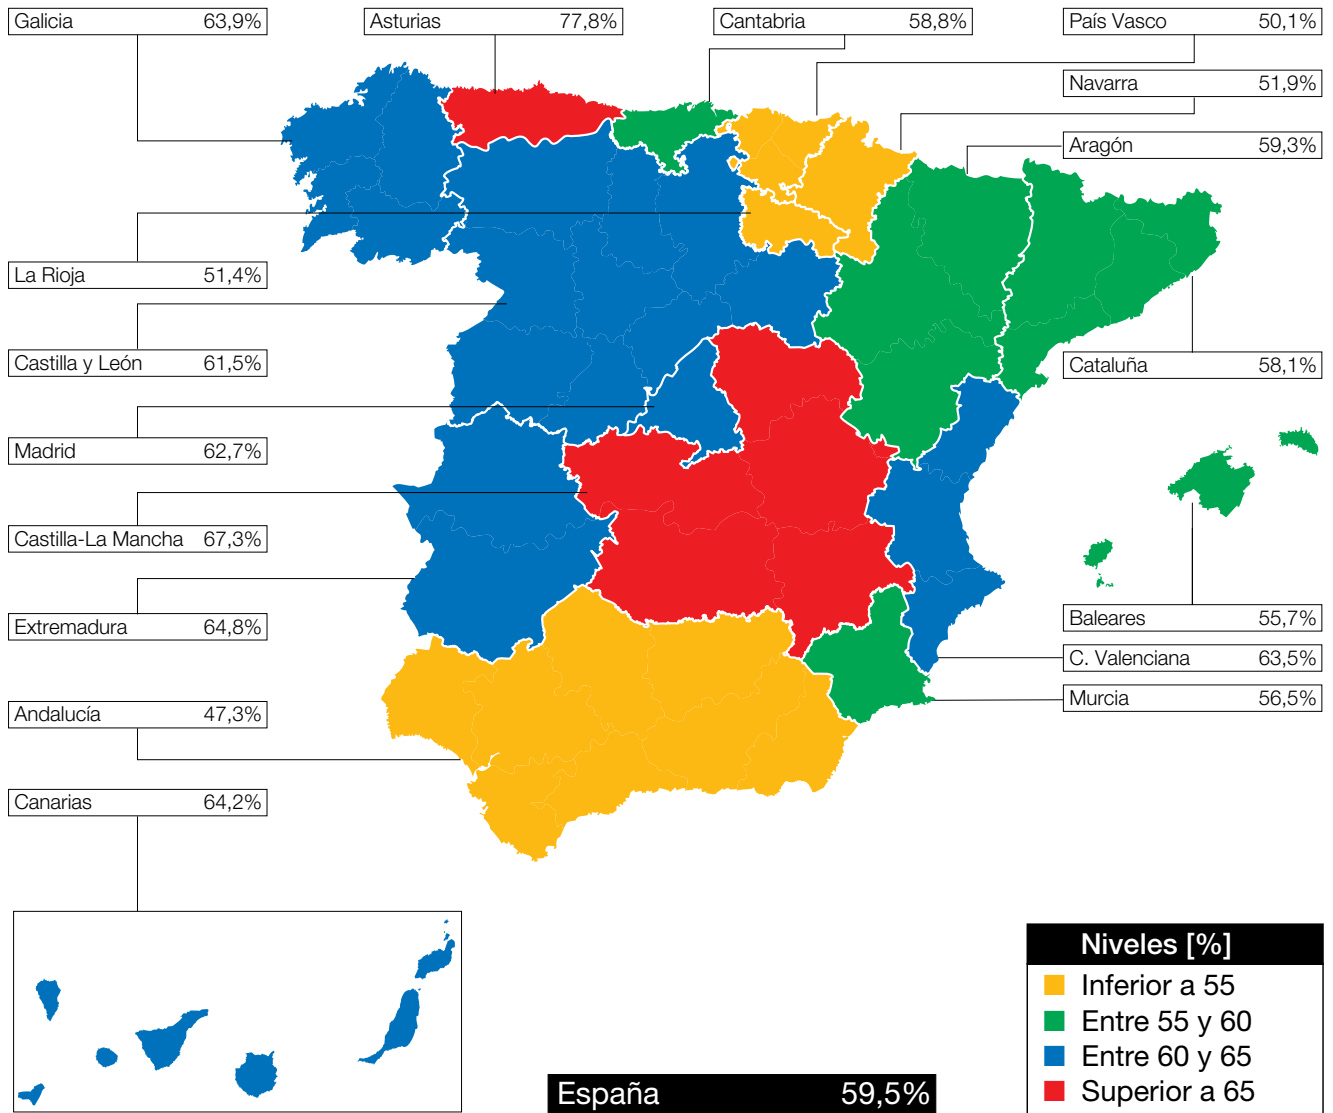 Galicia 63,9%
Asturias 77,8%
Cantabria 58,8%
País Vasco 50,1%
Navarra 51,9%
Aragón 59,3%
La Rioja 51,4%
Castilla y León 61,5%
Cataluña 58,1%
Madrid 62,7%
Castilla-La Mancha 67,3%
Extremadura 64,8%
Baleares 55,7%
C. Valenciana 63,5%
Murcia 56,5%
Andalucía 47,3%
Canarias 64,2%
Niveles [%]
Inferior a 55
Entre 55 y 60
Entre 60 y 65
Superior a 65
España 59,5%